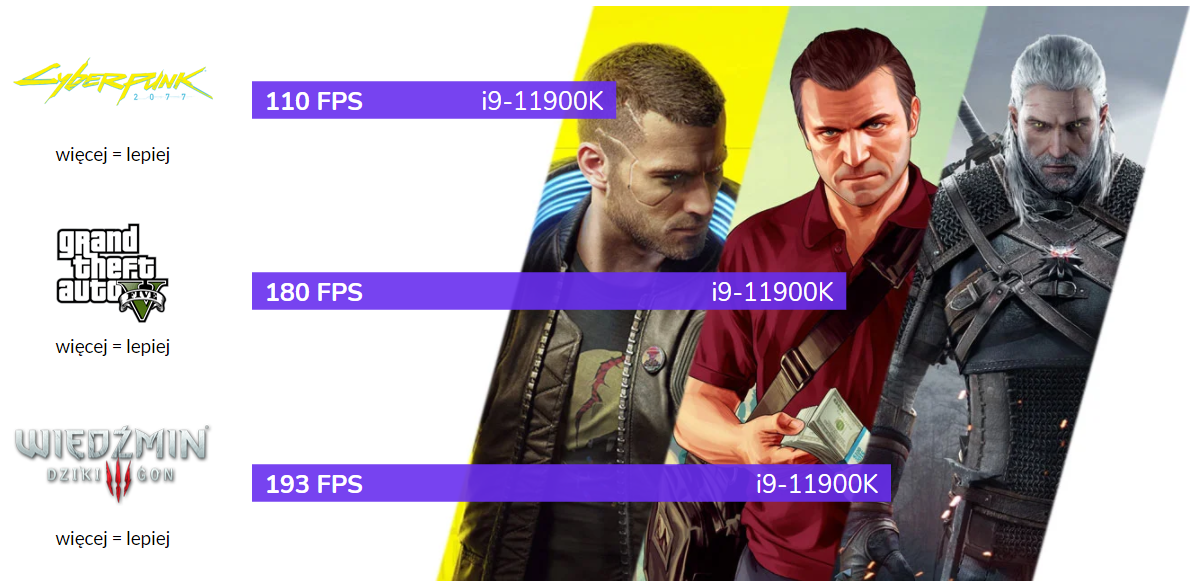 CYBERPUNK
2077
110 FPS i9-11900K
więcej = lepiej
grand
theft
auto
FIVE
180 FPS i9-11900K
więcej = lepiej
WIEDŹMIN
DZIKI III GON
193 FPS i9-11900K
więcej = lepiej